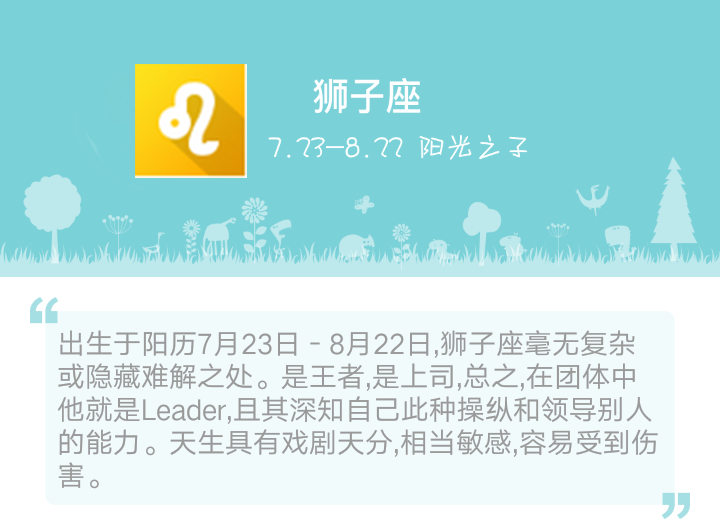 狮子座
7.23-8.22 阳光之子
出生于阳历7月23日 - 8月22日,狮子座毫无复杂
或隐藏难解之处。是王者,是上司,总之,在团体中
他就是Leader,且其深知自己此种操纵和领导别人
的能力。天生具有戏剧天分,相当敏感,容易受到伤
害。